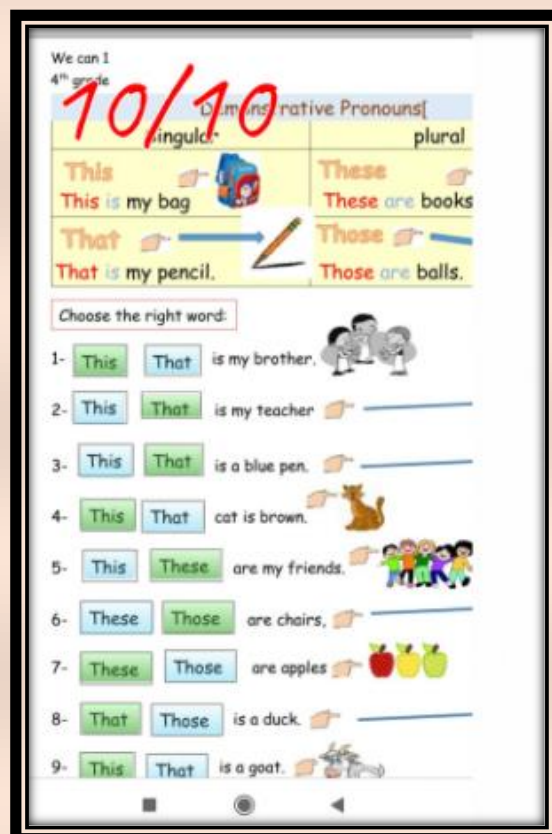 We can 1
4th grade
10/10
Demonstrative Pronouns[
singular plural
This These
This is my bag These are books
That Those
That is my pencil. Those are balls.
Choose the right word:
1- This That is my brother.
2- This That is my teacher
3- This That is a blue pen.
4- This That cat is brown.
5- This These are my friends.
6- These Those are chairs,
7- These Those are apples
8- That Those is a duck.
9- This That is a goat.